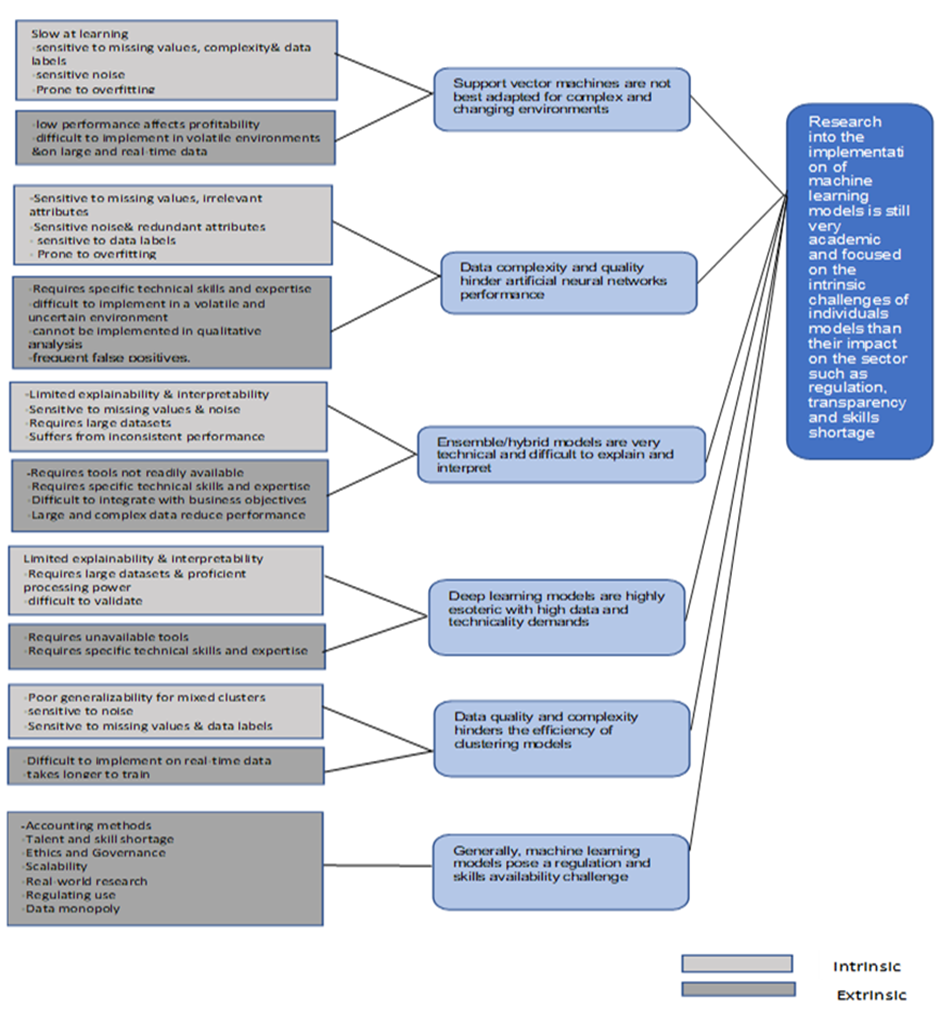 Slow at learning
-sensitive to missing values, complexity& data
labels
-sensitive noise
-Prone to overfitting
-low performance affects profitability
-difficult to implement in volatile environments
&on large and real-time data
Support vector machines are not
best adapted for complex and
changing environments
-Sensitive to missing values, irrelevant
attributes
-Sensitive noise& redundant attributes
- sensitive to data labels
- Prone to overfitting
-Requires specific technical skills and expertise
-difficult to implement in a volatile and
uncertain environment
-cannot be implemented in qualitative
analysis
-frequent false positives.
Data complexity and quality
hinder artificial neural networks
performance
-Limited explainability & interpretability
-Sensitive to missing values & noise
-Requires large datasets
-Suffers from inconsistent performance
-Requires tools not readily available
-Requires specific technical skills and expertise
-Difficult to integrate with business objectives
-Large and complex data reduce performance
Ensemble/hybrid models are very
technical and difficult to explain and
interpret
Limited explainability & interpretability
-Requires large datasets & proficient
processing power
-difficult to validate
-Requires unavailable tools
-Requires specific technical skills and expertise
Deep learning models are highly
esoteric with high data and
technicality demands
-Poor generalizability for mixed clusters
-sensitive to noise
-Sensitive to missing values & data labels
-Difficult to implement on real-time data
-takes longer to train
Data quality and complexity
hinders the efficiency of
clustering models
-Accounting methods
-Talent and skill shortage
-Ethics and Governance
-Scalability
-Real-world research
-Regulating use
-Data monopoly
Generally, machine learning
models pose a regulation and
skills availability challenge
Research
into the
implementati
on of
machine
learning
models is still
very
academic
and focused
on the
intrinsic
challenges of
individuals
models than
their impact
on the sector
such as
regulation,
transparency
and skills
shortage
Intrinsic
Extrinsic